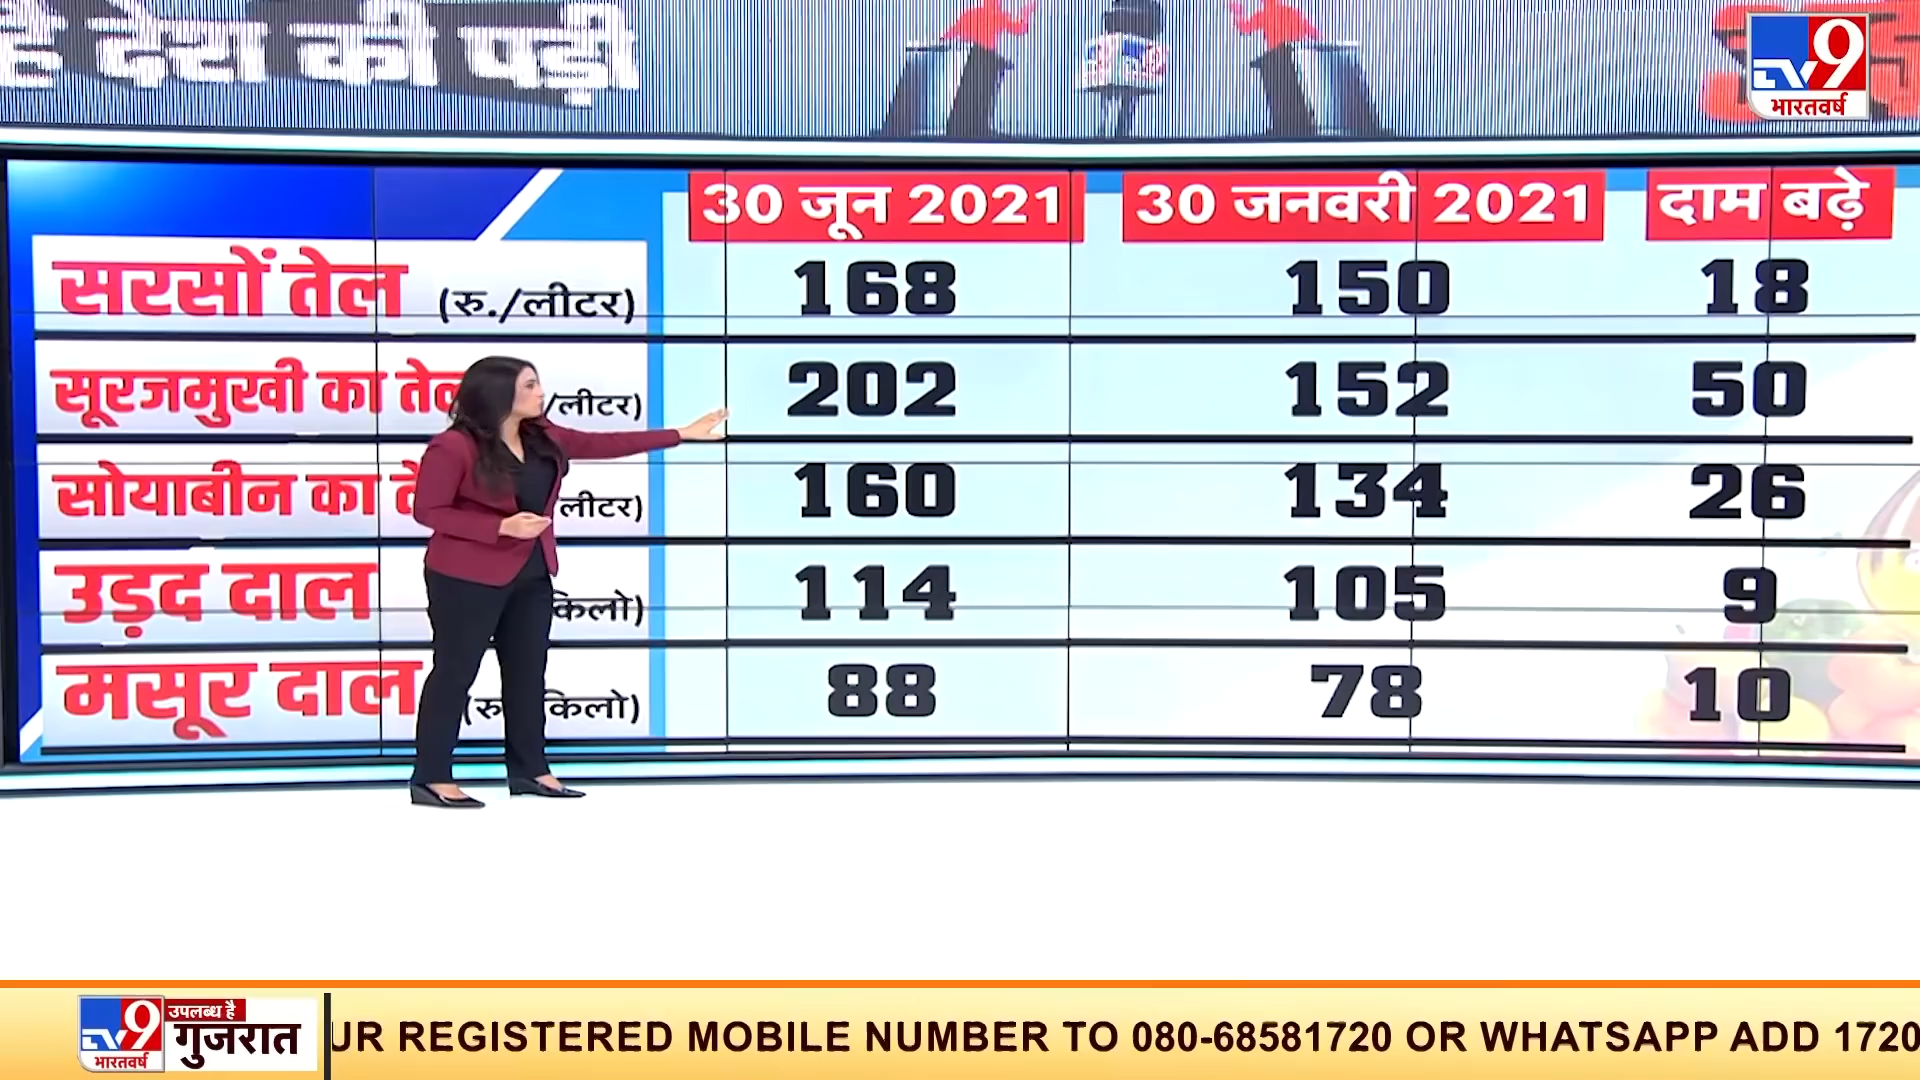 है देश की पड़ी
TV9
भारतवर्ष
30 जून 2021 30 जनवरी 2021 दाम बढ़े
सरसों तेल (रु./लीटर) 168 150 18
सूरजमुखी का तेल /लीटर) 202 152 50
सोयाबीन का लीटर) 160 134 26
उड़द दाल किलो) 114 105 9
मसूर दाल (रु किलो) 88 78 10
TV9 भारतवर्ष
उपलब्ध है
गुजरात
UR REGISTERED MOBILE NUMBER TO 080-68581720 OR WHATSAPP ADD 1720